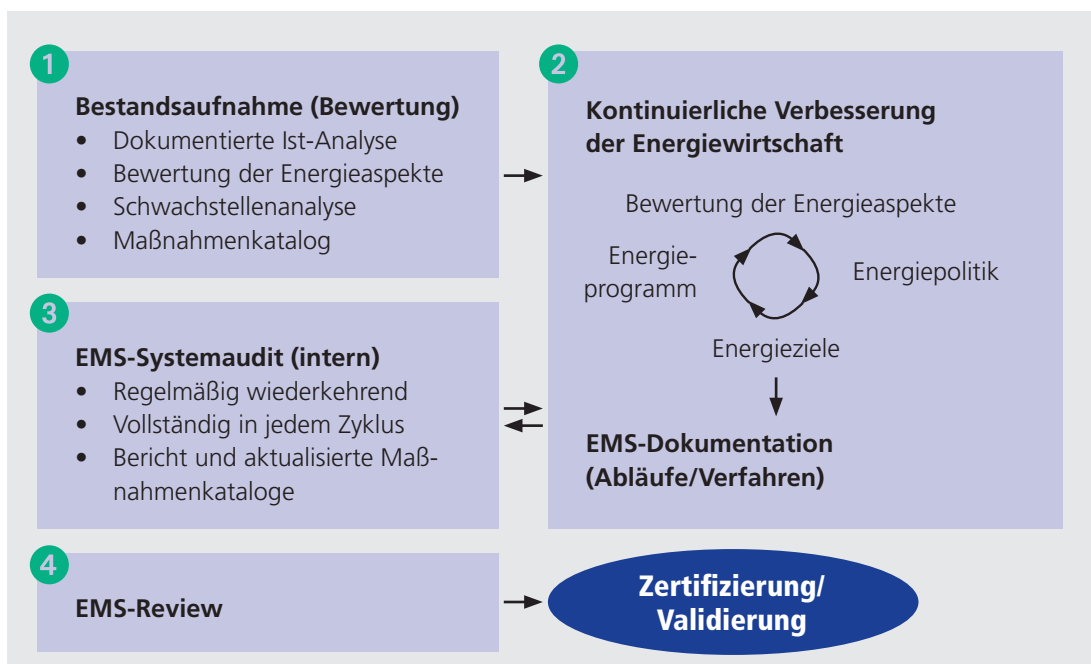 1
Bestandsaufnahme (Bewertung)
• Dokumentierte Ist-Analyse
• Bewertung der Energieaspekte
• Schwachstellenanalyse
• Maßnahmenkatalog
2
Kontinuierliche Verbesserung
der Energiewirtschaft
Bewertung der Energieaspekte
Energie-
programm
Energiepolitik
Energieziele
EMS-Dokumentation
(Abläufe/Verfahren)
3
EMS-Systemaudit (intern)
• Regelmäßig wiederkehrend
• Vollständig in jedem Zyklus
• Bericht und aktualisierte Maß-
nahmenkataloge
4
EMS-Review
Zertifizierung/
Validierung